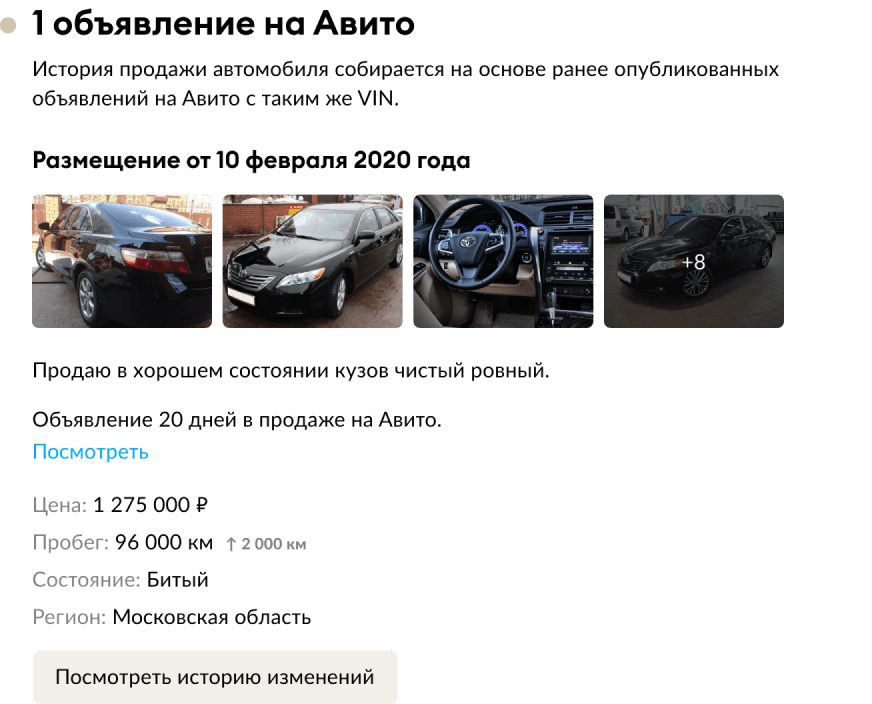 1 объявление на Авито
История продажи автомобиля собирается на основе ранее опубликованных
объявлений на Авито с таким же VIN.
Размещение от 10 февраля 2020 года
+8
Продаю в хорошем состоянии кузов чистый ровный.
Объявление 20 дней в продаже на Авито.
Посмотреть
Цена: 1 275 000 ₽
Пробег: 96 000 км ↑ 2 000 км
Состояние: Битый
Регион: Московская область
Посмотреть историю изменений